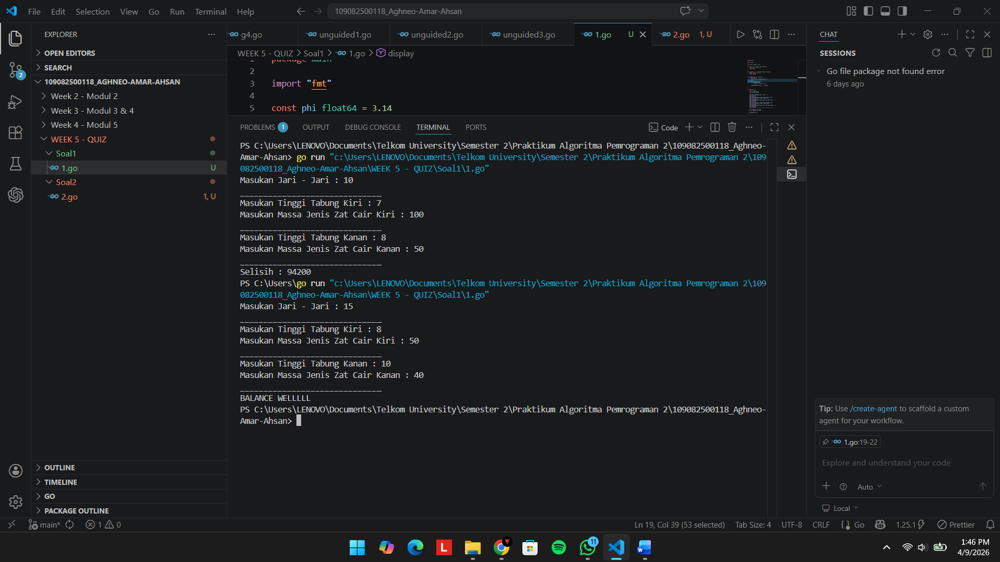 File Edit Selection View Go Run Terminal Help
109082500118_Aghneo-Amar-Ahsan
EXPLORER
OPEN EDITORS
SEARCH
109082500118_AGHNEO-AMAR-AHSAN
Week 2 - Modul 2
Week 3 - Modul 3 & 4
Week 4 - Modul 5
WEEK 5 - QUIZ
Soal1
1.go U
Soal2
2.go 1, U
OUTLINE
TIMELINE
GO
PACKAGE OUTLINE
g4.go unguided1.go unguided2.go unguided3.go 1.go U 2.go 1, U
WEEK 5 - QUIZ > Soal1 > 1.go > display
1 package main
2
3 import "fmt"
4
5 const phi float64 = 3.14
PROBLEMS 1 OUTPUT DEBUG CONSOLE TERMINAL PORTS
Code
PS C:\Users\LENOVO\Documents\Telkom University\Semester 2\Praktikum Algoritma Pemrograman 2\109082500118_Aghneo-
Amar-Ahsan> go run "c:\Users\LENOVO\Documents\Telkom University\Semester 2\Praktikum Algoritma Pemrograman 2\109
082500118_Aghneo-Amar-Ahsan\WEEK 5 - QUIZ\Soal1\1.go"
Masukan Jari - Jari : 10
______________________________
Masukan Tinggi Tabung Kiri : 7
Masukan Massa Jenis Zat Cair Kiri : 100
______________________________
Masukan Tinggi Tabung Kanan : 8
Masukan Massa Jenis Zat Cair Kanan : 50
______________________________
Selisih : 94200
PS C:\Users\go run "c:\Users\LENOVO\Documents\Telkom University\Semester 2\Praktikum Algoritma Pemrograman 2\109
082500118_Aghneo-Amar-Ahsan\WEEK 5 - QUIZ\Soal1\1.go"
Masukan Jari - Jari : 15
______________________________
Masukan Tinggi Tabung Kiri : 8
Masukan Massa Jenis Zat Cair Kiri : 50
______________________________
Masukan Tinggi Tabung Kanan : 10
Masukan Massa Jenis Zat Cair Kanan : 40
______________________________
BALANCE WELLLLL
PS C:\Users\LENOVO\Documents\Telkom University\Semester 2\Praktikum Algoritma Pemrograman 2\109082500118_Aghneo-
Amar-Ahsan>
CHAT
SESSIONS
Go file package not found error
6 days ago
Tip: Use /create-agent to scaffold a custom
agent for your workflow.
1.go:19-22
Explore and understand your code
Auto
Local
2
main* 1 0
Ln 19, Col 39 (53 selected) Tab Size: 4 UTF-8 CRLF Go 1.25.1 Prettier
L
11
W
1:46 PM
4/9/2026